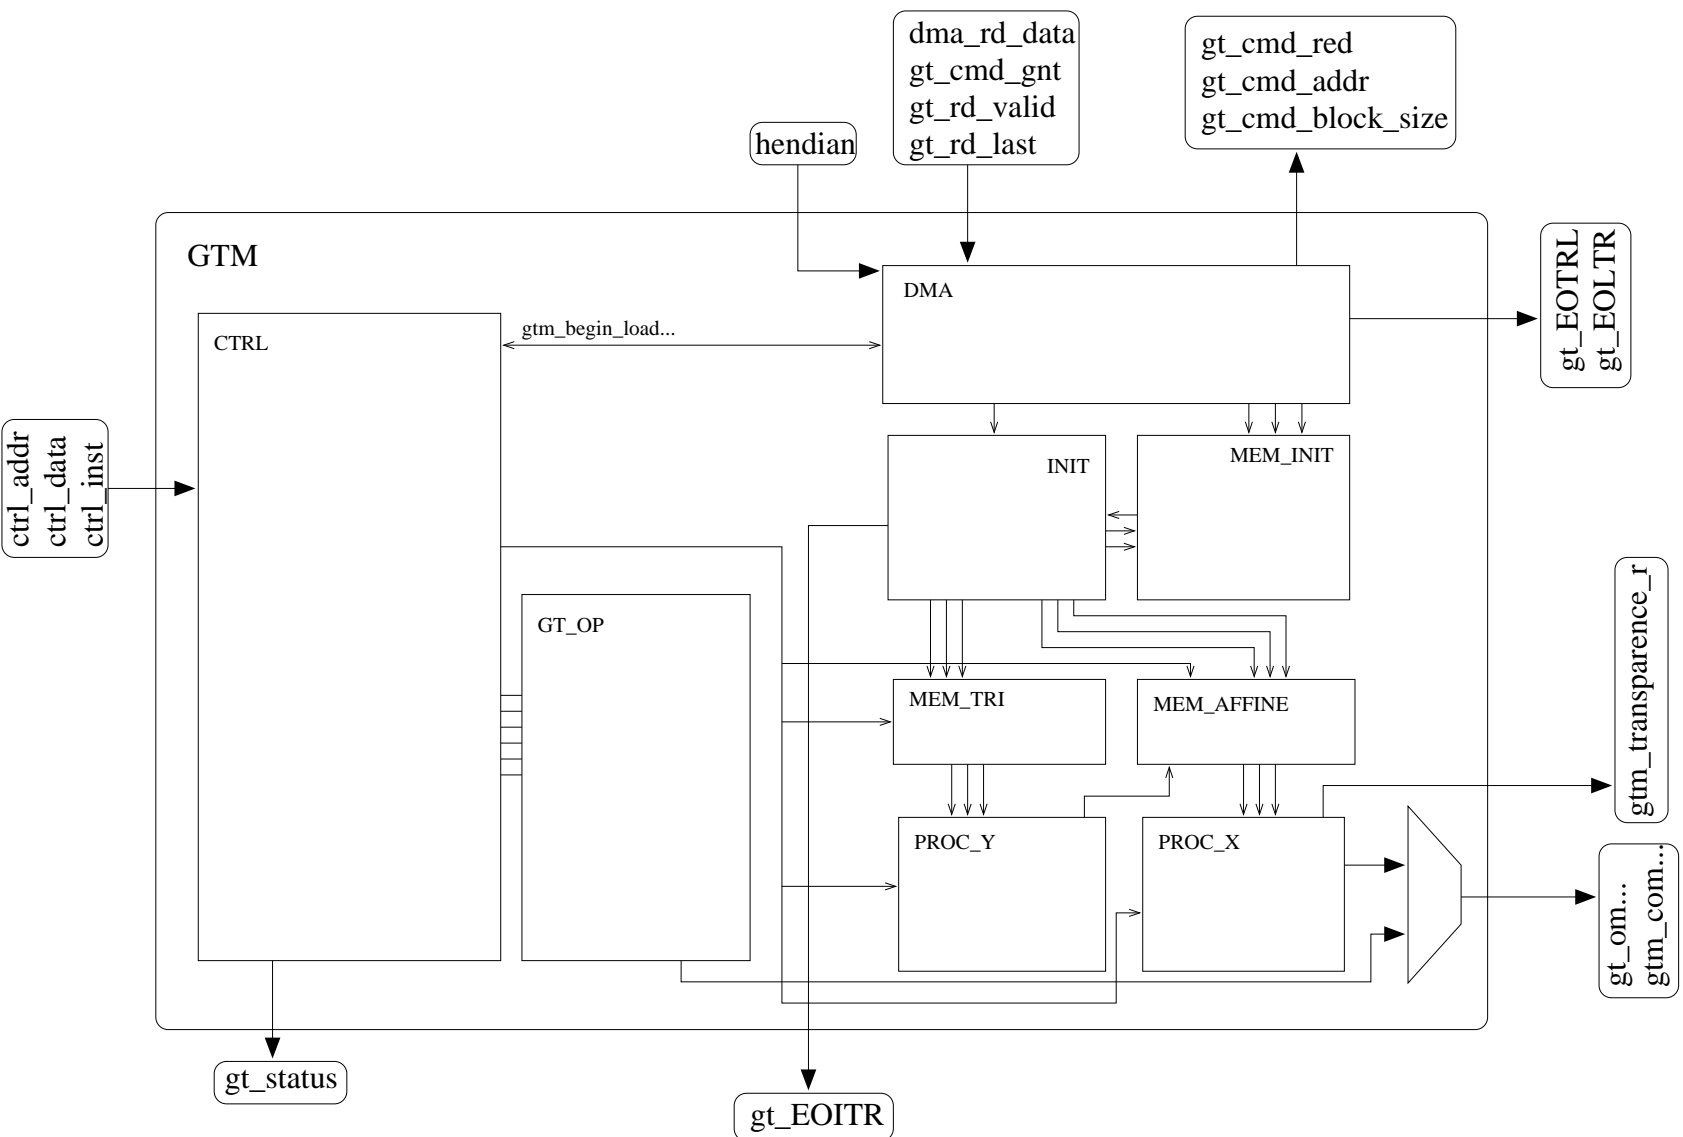 dma_rd_data
gt_cmd_gnt
gt_rd_valid
gt_rd_last
gt_cmd_red
gt_cmd_addr
gt_cmd_block_size
hendian
GTM
gt_EOTRL
gt_EOLTR
DMA
gtm_begin_load...
CTRL
ctrl_addr
ctrl_data
ctrl_inst
INIT
MEM_INIT
GT_OP
gtm_transparence_r
MEM_TRI
MEM_AFFINE
PROC_Y
PROC_X
gt_om...
gtm_com...
gt_status
gt_EOITR